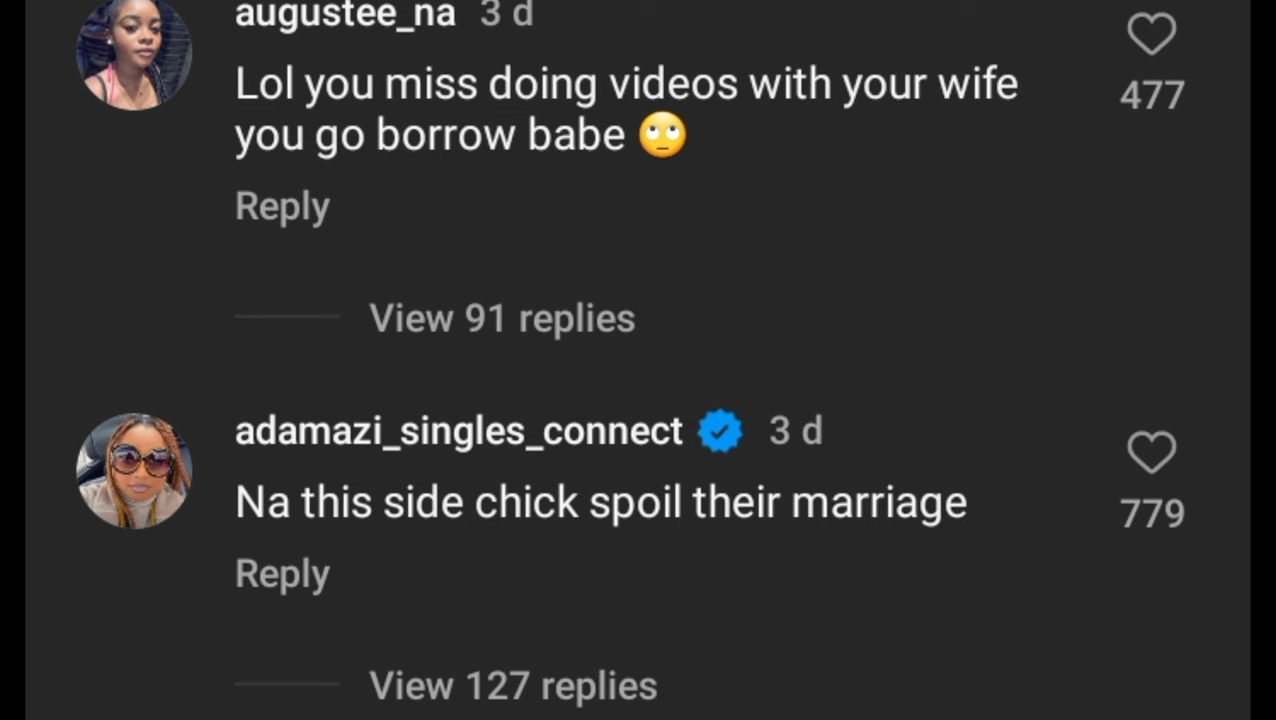 augustee_na 3 d
Lol you miss doing videos with your wife
you go borrow babe 🙄
477
Reply
View 91 replies
adamazi_singles_connect 3 d
Na this side chick spoil their marriage
779
Reply
View 127 replies